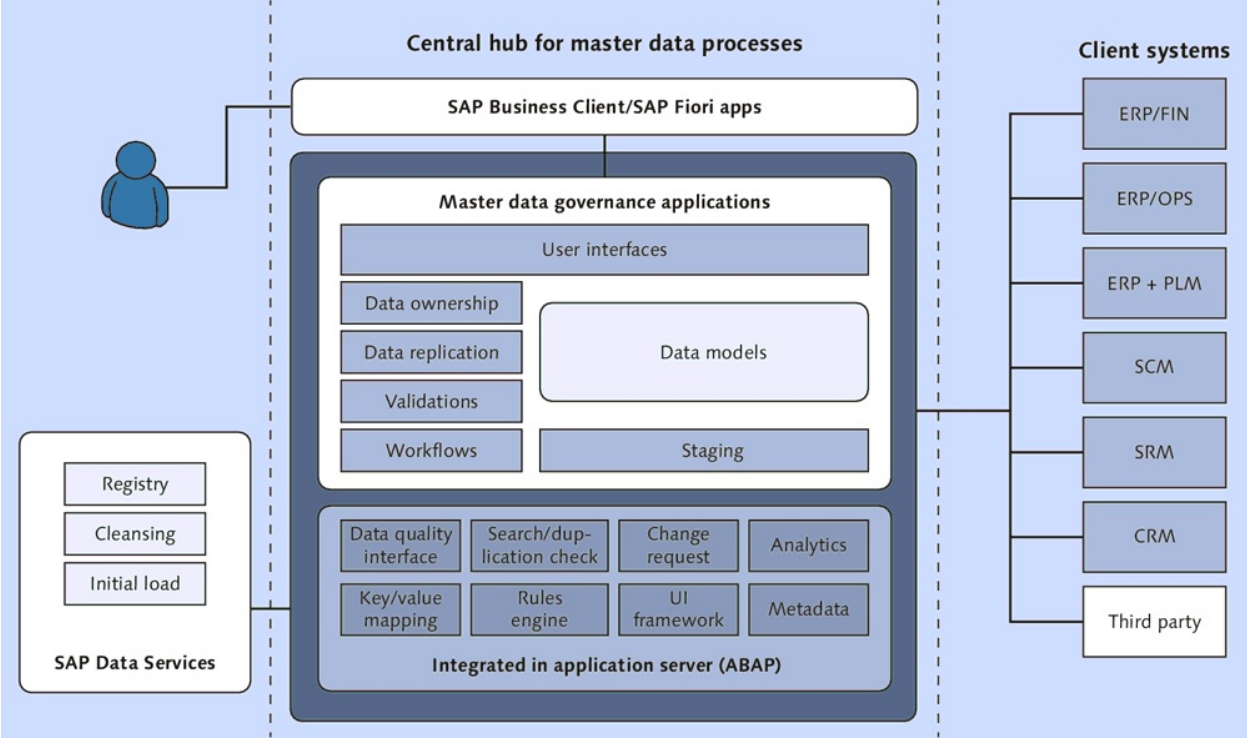 Central hub for master data processes
Client systems
SAP Business Client/SAP Fiori apps
Master data governance applications
User interfaces
Data ownership
Data replication
Validations
Workflows
Data models
Staging
Data quality
interface
Search/dup-
lication check
Change
request
Analytics
Key/value
mapping
Rules
engine
UI
framework
Metadata
Integrated in application server (ABAP)
Registry
Cleansing
Initial load
SAP Data Services
ERP/FIN
ERP/OPS
ERP + PLM
SCM
SRM
CRM
Third party